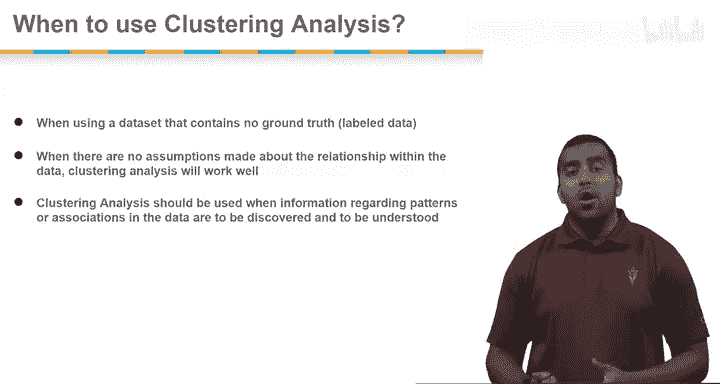 When to use Clustering Analysis?
● When using a dataset that contains no ground truth (labeled data)
● When there are no assumptions made about the relationship within the
data, clustering analysis will work well
● Clustering Analysis should be used when information regarding patterns
or associations in the data are to be discovered and to be understood